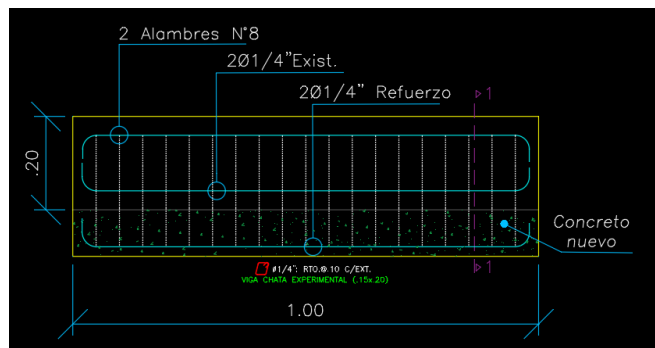 2 Alambres N°8
2Ø1/4"Exist.
2Ø1/4" Refuerzo
1
.20
Concreto
nuevo
ø1/4": RTO.@.10 C/EXT.
1
VIGA CHATA EXPERIMENTAL (.15x.20)
1.00